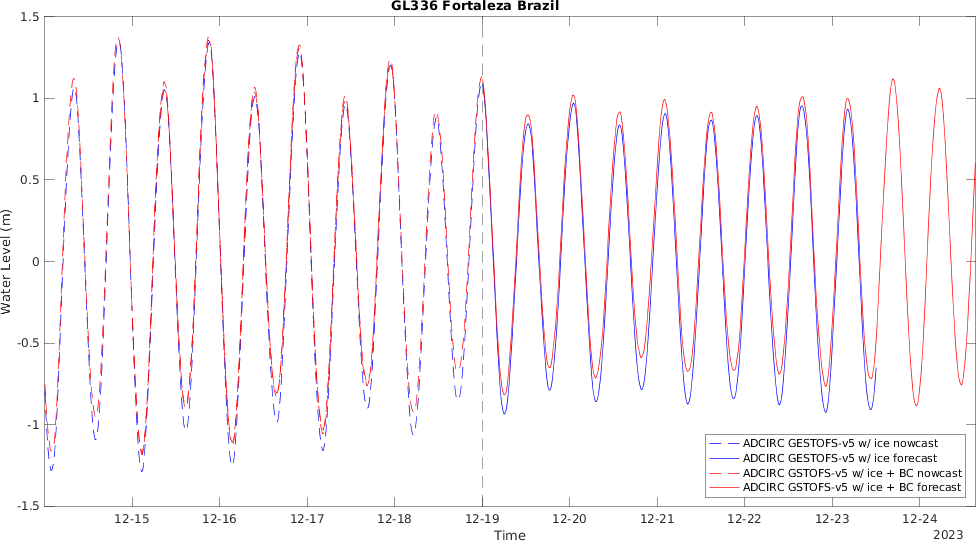 GL336 Fortaleza Brazil
1.5
1
0.5
0
-0.5
-1
-1.5
Water Level (m)
ADCIRC GESTOFS-v5 w/ ice nowcast
ADCIRC GESTOFS-v5 w/ ice forecast
ADCIRC GSTOFS-v5 w/ ice + BC nowcast
ADCIRC GSTOFS-v5 w/ ice + BC forecast
12-15 12-16 12-17 12-18 12-19 12-20 12-21 12-22 12-23 12-24
Time
2023